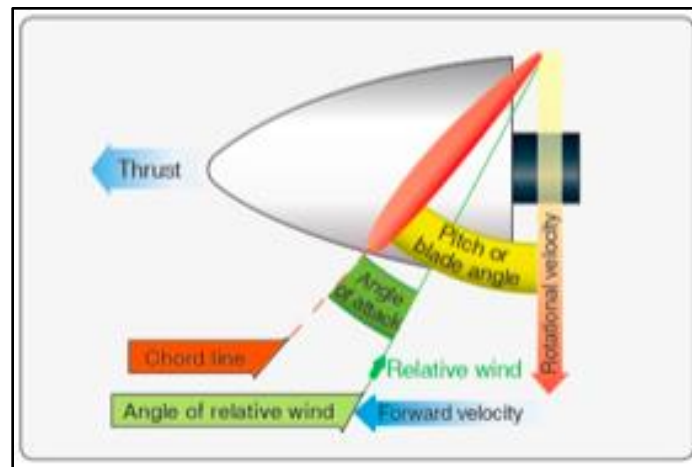 Thrust
Pitch or
blade angle
Rotational velocity
Angle
of attack
Chord line
Relative wind
Angle of relative wind
Forward velocity